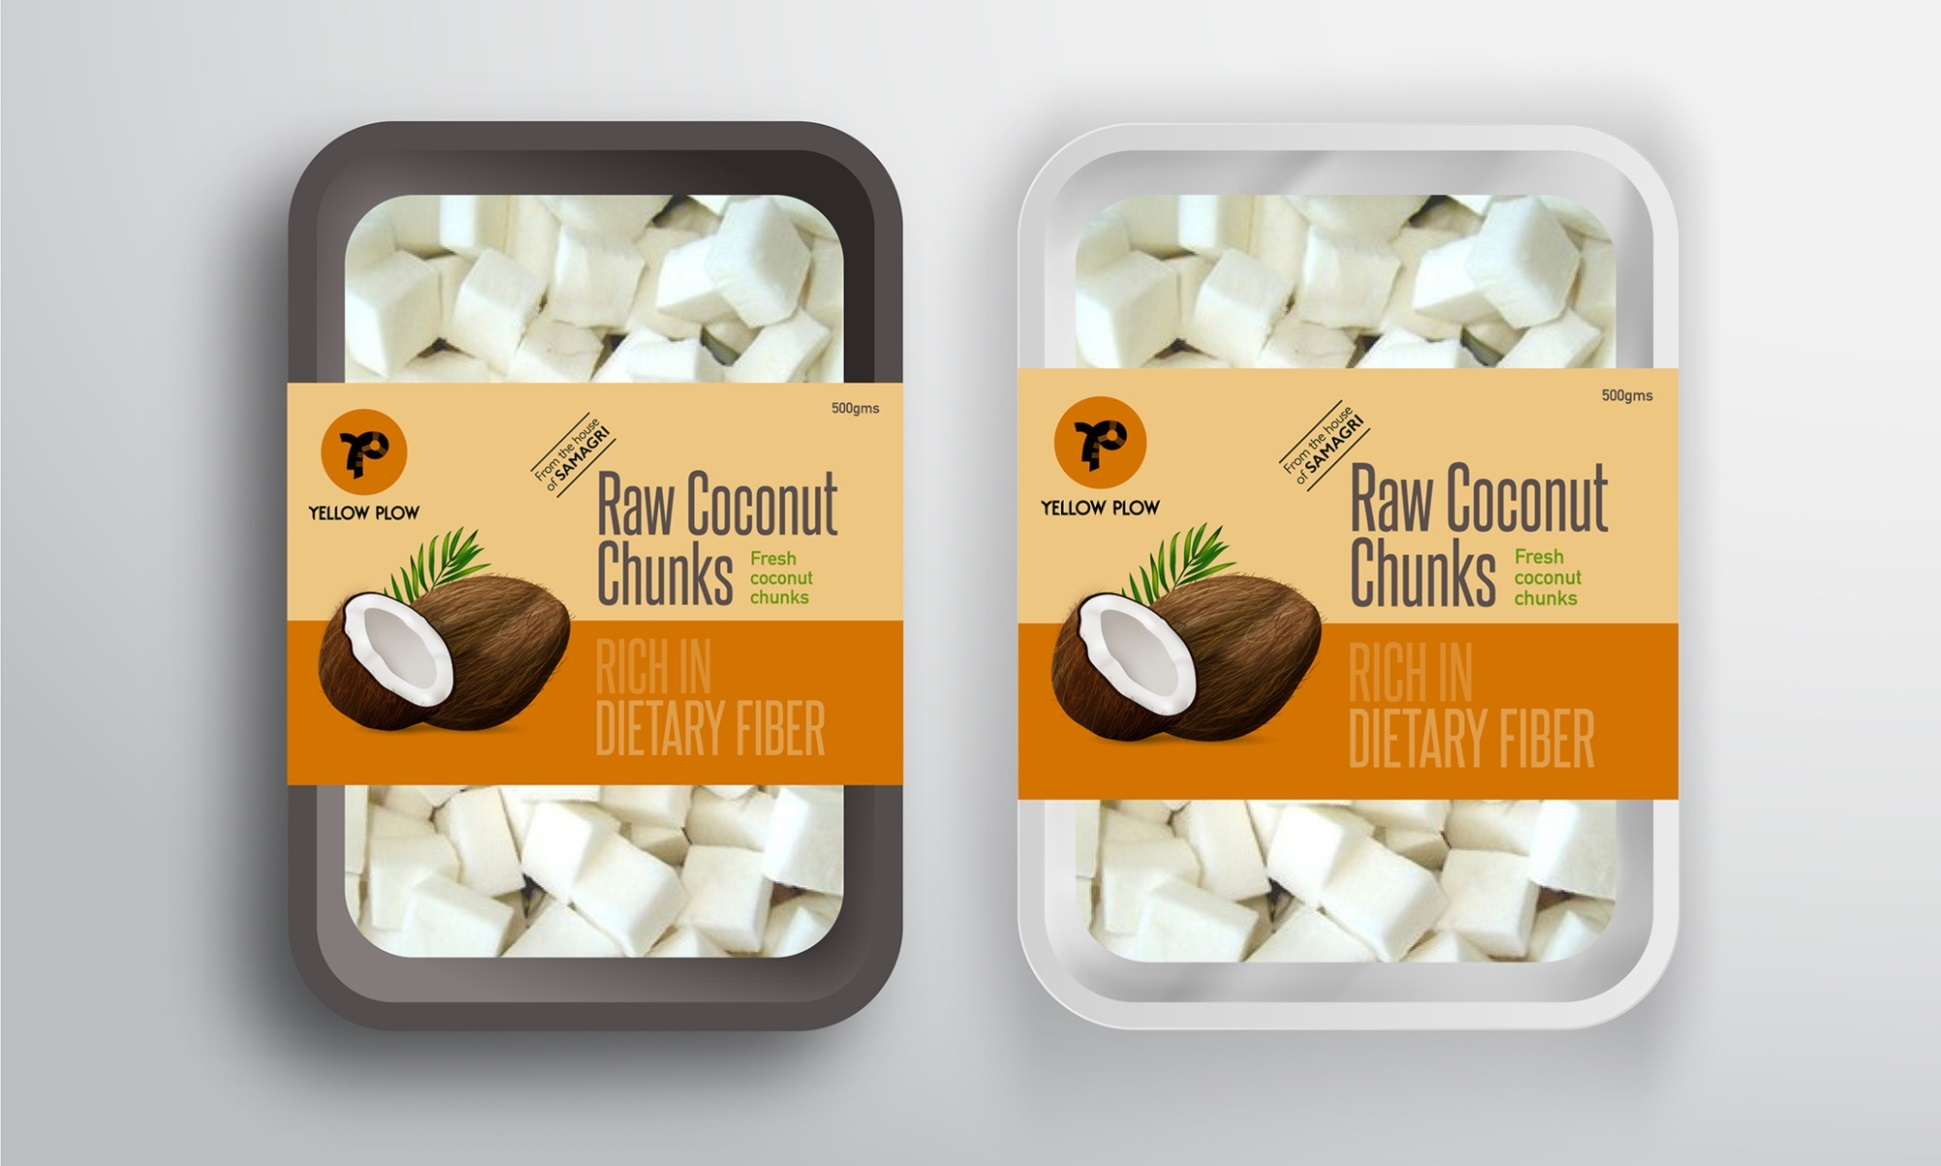 500gms
From the house
of SAMAGRI
YELLOW PLOW
Raw Coconut
Chunks
Fresh
coconut
chunks
RICH IN
DIETARY FIBER
500gms
From the house
of SAMAGRI
YELLOW PLOW
Raw Coconut
Chunks
Fresh
coconut
chunks
RICH IN
DIETARY FIBER